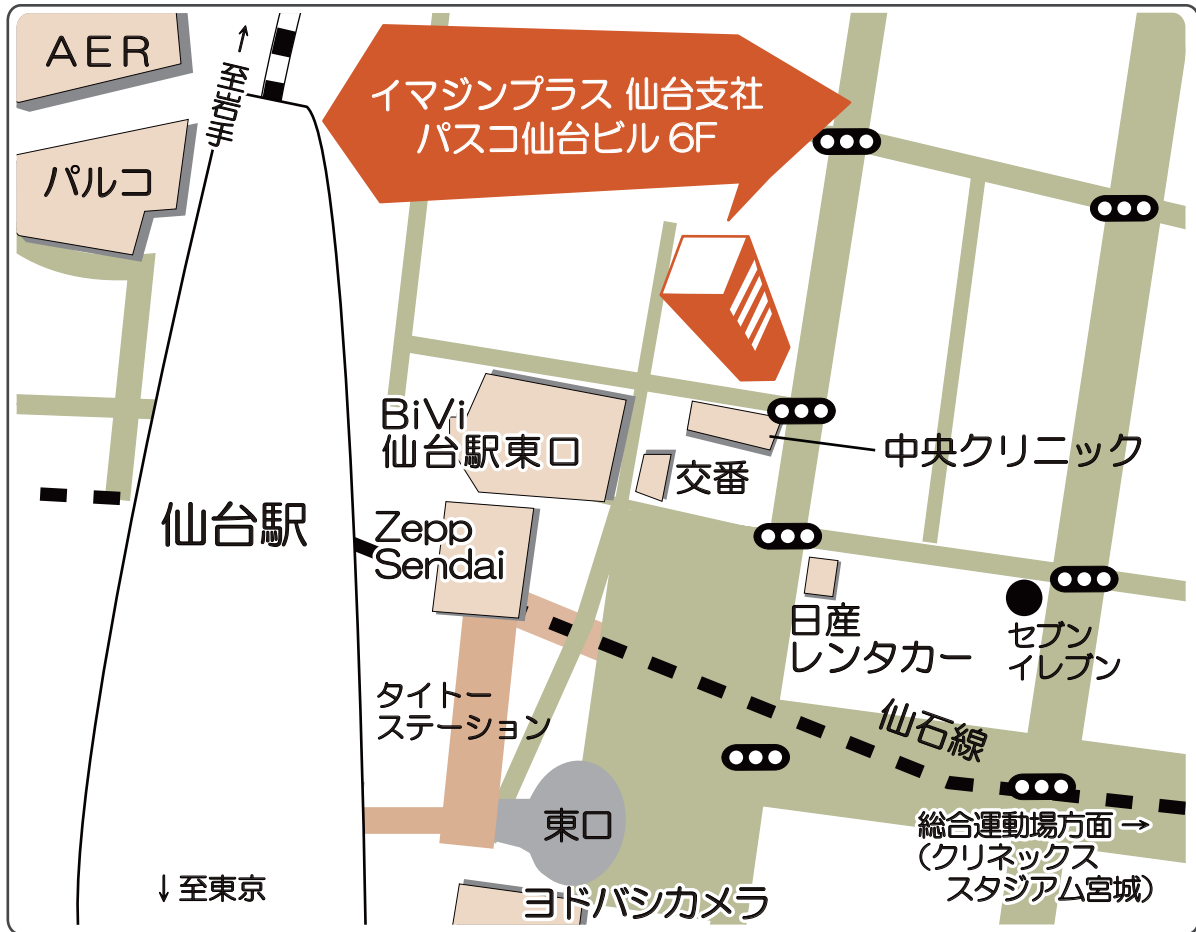 AER
↑
至岩手
イマジンプラス 仙台支社
パスコ仙台ビル 6F
パルコ
BiVi
仙台駅東口
中央クリニック
交番
仙台駅
Zepp
Sendai
日産
レンタカー
セブン
イレブン
タイトー
ステーション
仙石線
東口
総合運動場方面 →
(クリネックス
スタジアム宮城)
↓ 至東京
ヨドバシカメラ